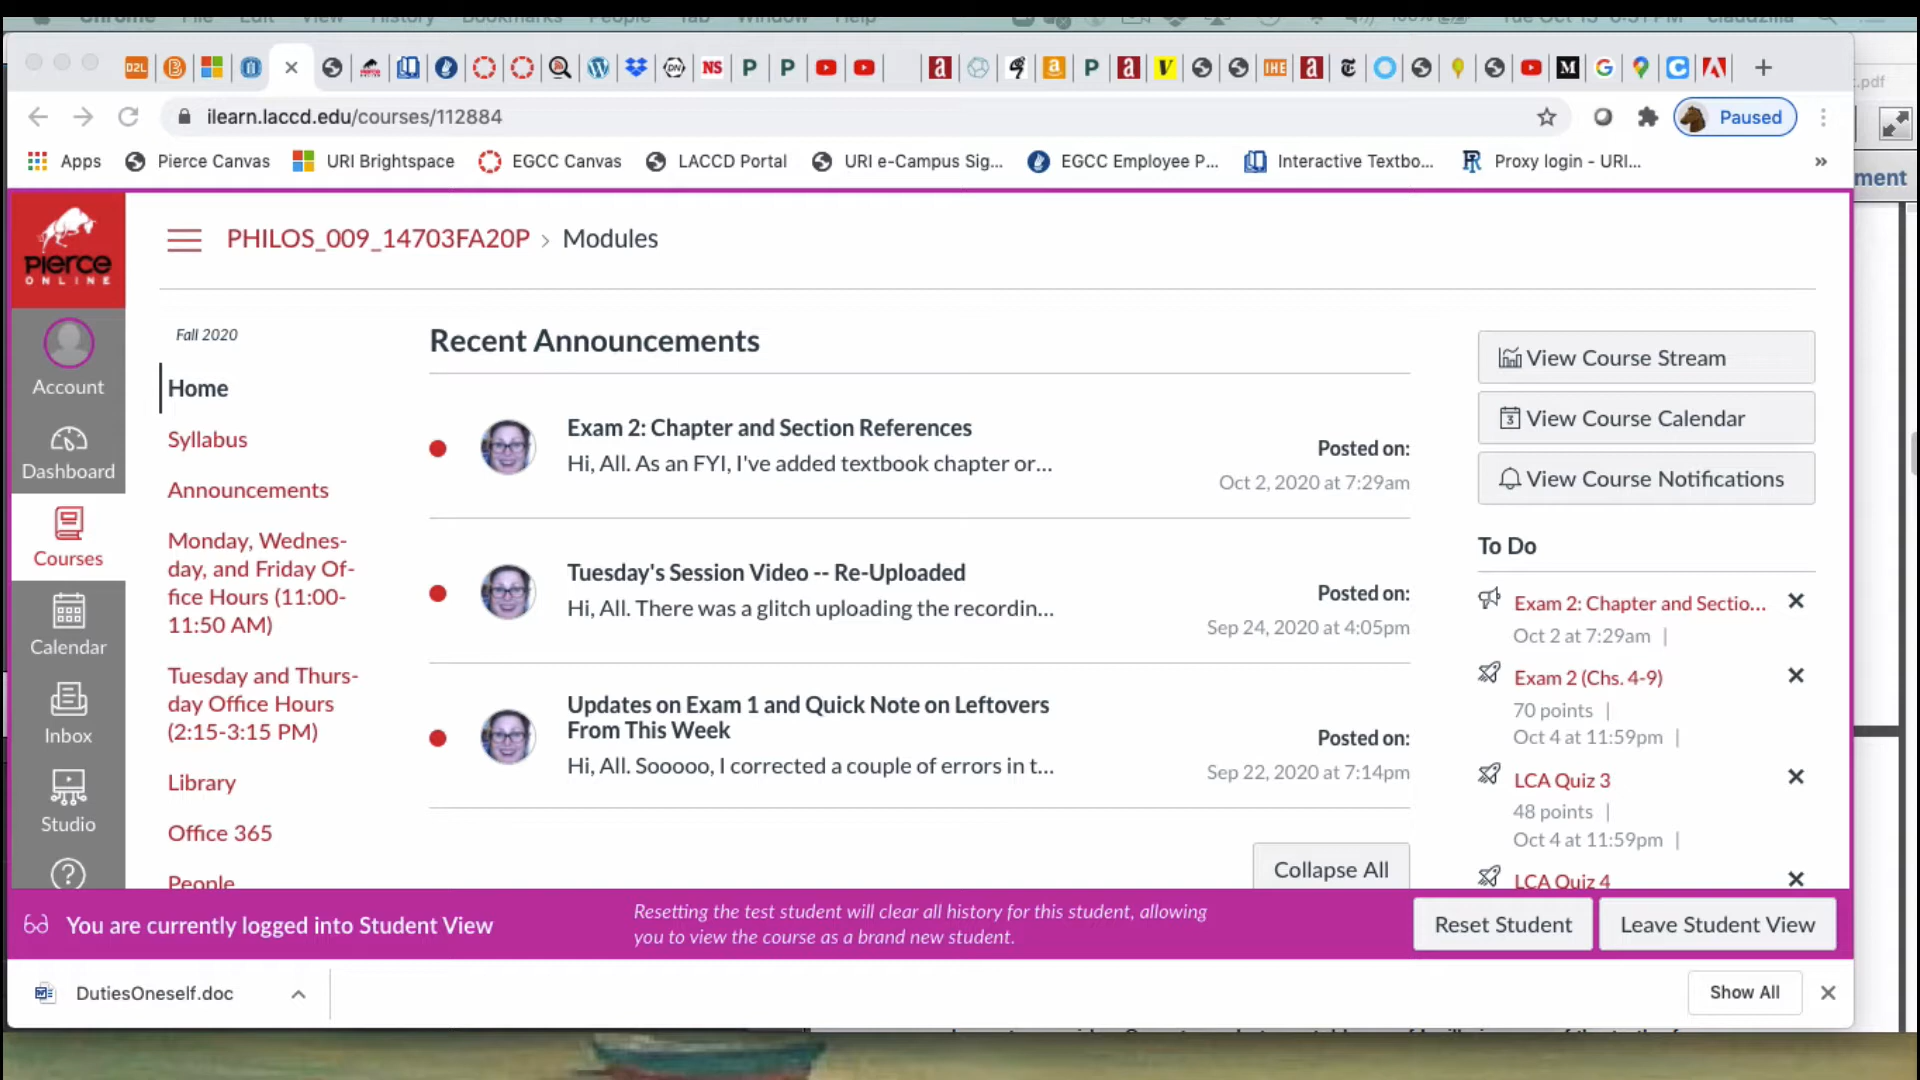 Chrome File Edit View History Bookmarks People Tab Window Help
ilearn.laccd.edu/courses/112884
Paused
Apps Pierce Canvas URI Brightspace EGCC Canvas LACCD Portal URI e-Campus Sig... EGCC Employee P... Interactive Textbo... Proxy login - URI... »
.pdf
ment
PIERCE
ONLINE
PHILOS_009_14703FA20P › Modules
Account
Dashboard
Courses
Calendar
Inbox
Studio
Fall 2020
Home
Syllabus
Announcements
Monday, Wednes-
day, and Friday Of-
fice Hours (11:00-
11:50 AM)
Tuesday and Thurs-
day Office Hours
(2:15-3:15 PM)
Library
Office 365
People
Recent Announcements
Exam 2: Chapter and Section References
Hi, All. As an FYI, I've added textbook chapter or...
Posted on:
Oct 2, 2020 at 7:29am
Tuesday's Session Video -- Re-Uploaded
Hi, All. There was a glitch uploading the recordin...
Posted on:
Sep 24, 2020 at 4:05pm
Updates on Exam 1 and Quick Note on Leftovers
From This Week
Hi, All. Sooooo, I corrected a couple of errors in t...
Posted on:
Sep 22, 2020 at 7:14pm
Collapse All
View Course Stream
View Course Calendar
View Course Notifications
To Do
Exam 2: Chapter and Sectio...
Oct 2 at 7:29am |
Exam 2 (Chs. 4-9)
70 points |
Oct 4 at 11:59pm |
LCA Quiz 3
48 points |
Oct 4 at 11:59pm |
LCA Quiz 4
You are currently logged into Student View
Resetting the test student will clear all history for this student, allowing
you to view the course as a brand new student.
Reset Student
Leave Student View
DutiesOneself.doc
Show All